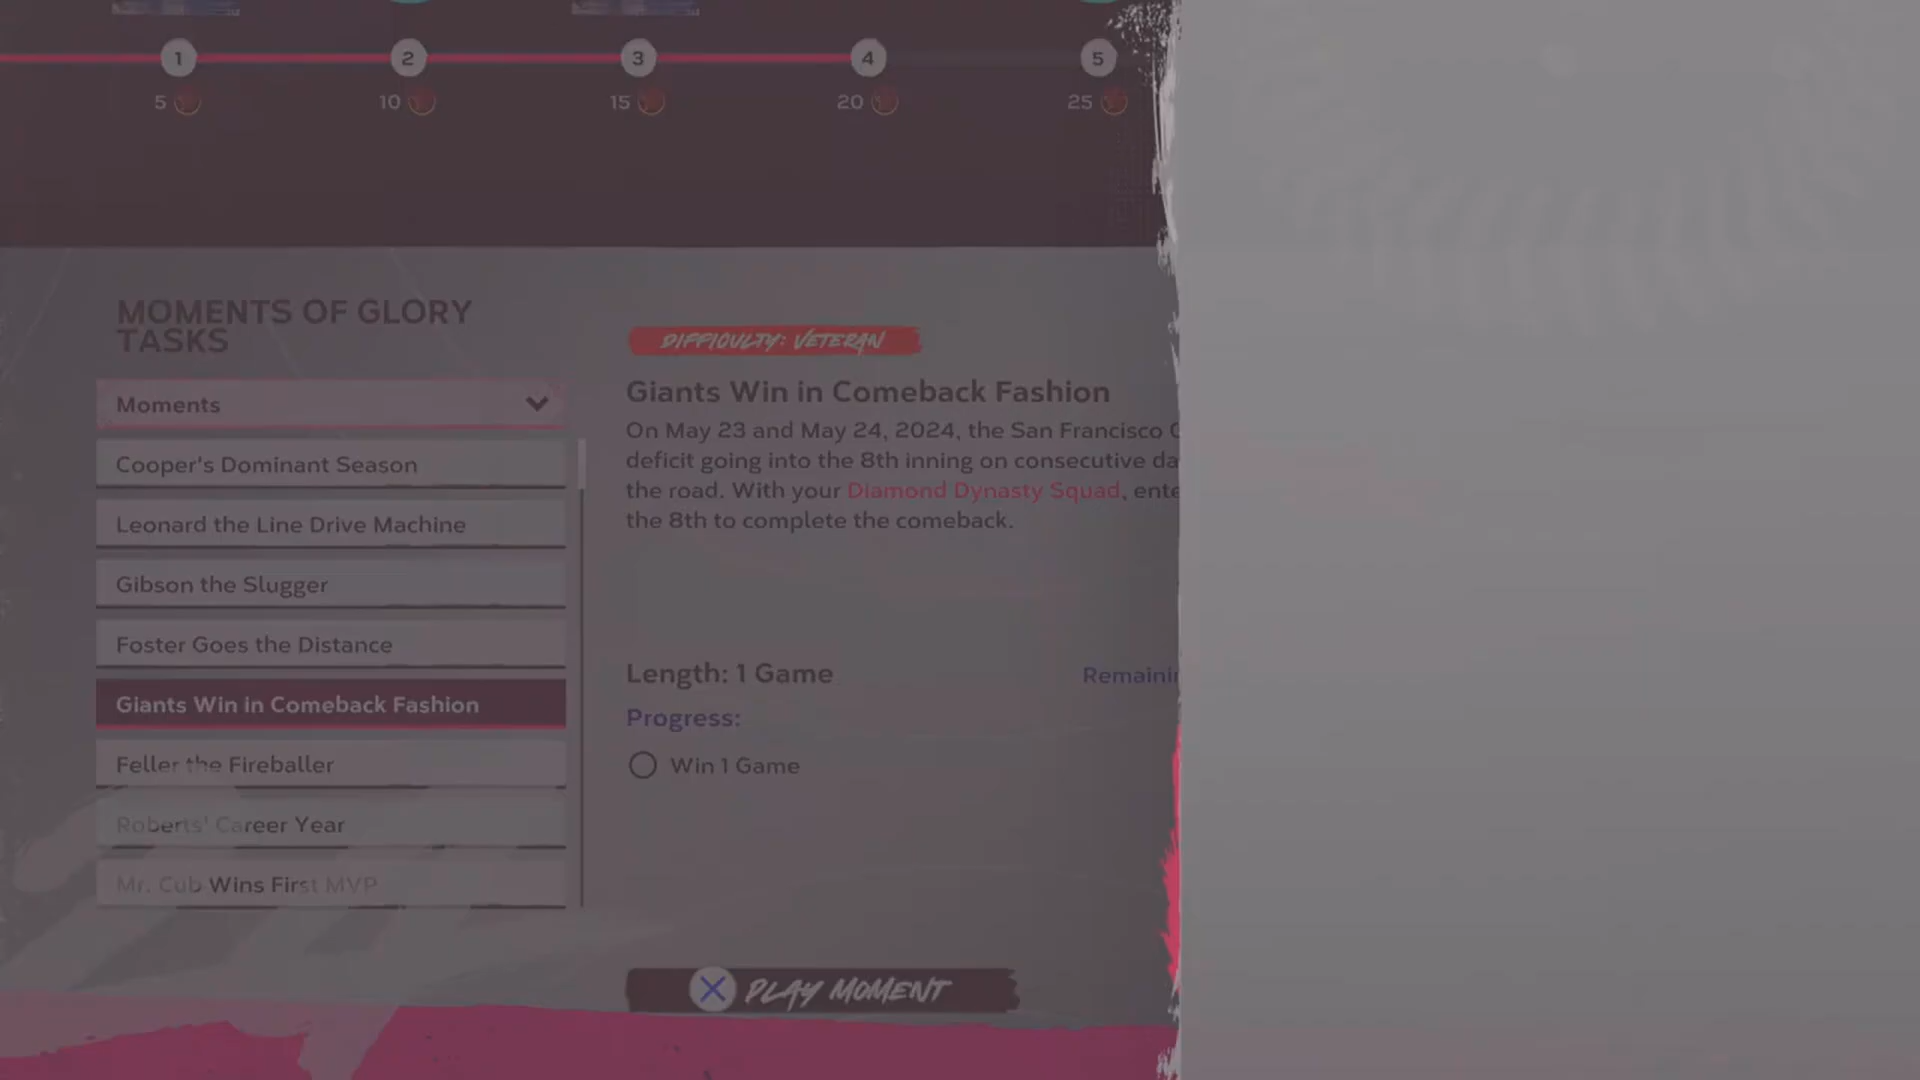 1 2 3 4 5
5 10 15 20 25
MOMENTS OF GLORY
TASKS
Moments
Cooper's Dominant Season
Leonard the Line Drive Machine
Gibson the Slugger
Foster Goes the Distance
Giants Win in Comeback Fashion
Feller the Fireballer
Roberts' Career Year
Mr. Cub Wins First MVP
DIFFICULTY: VETERAN
Giants Win in Comeback Fashion
On May 23 and May 24, 2024, the San Francisco
deficit going into the 8th inning on consecutive da
the road. With your Diamond Dynasty Squad, ente
the 8th to complete the comeback.
Length: 1 Game
Remainin
Progress:
Win 1 Game
PLAY MOMENT